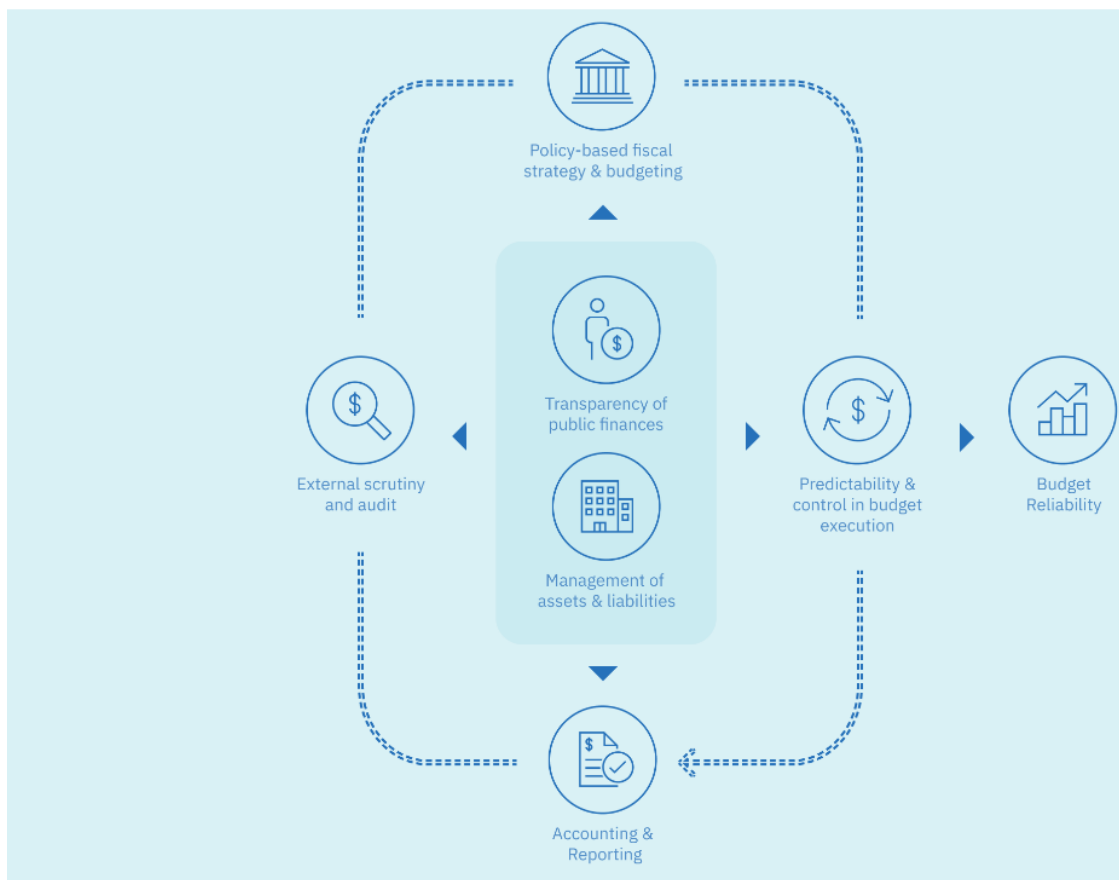 Policy-based fiscal
strategy & budgeting
Transparency of
public finances
External scrutiny
and audit
Predictability &
control in budget
execution
Budget
Reliability
Management of
assets & liabilities
Accounting &
Reporting
$
$
$
$